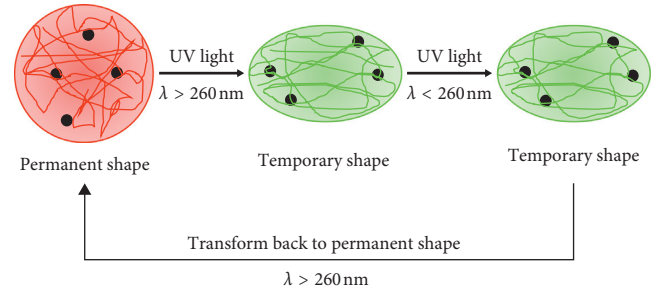 UV light
λ > 260 nm
UV light
λ < 260 nm
Permanent shape
Temporary shape
Temporary shape
Transform back to permanent shape
λ > 260 nm